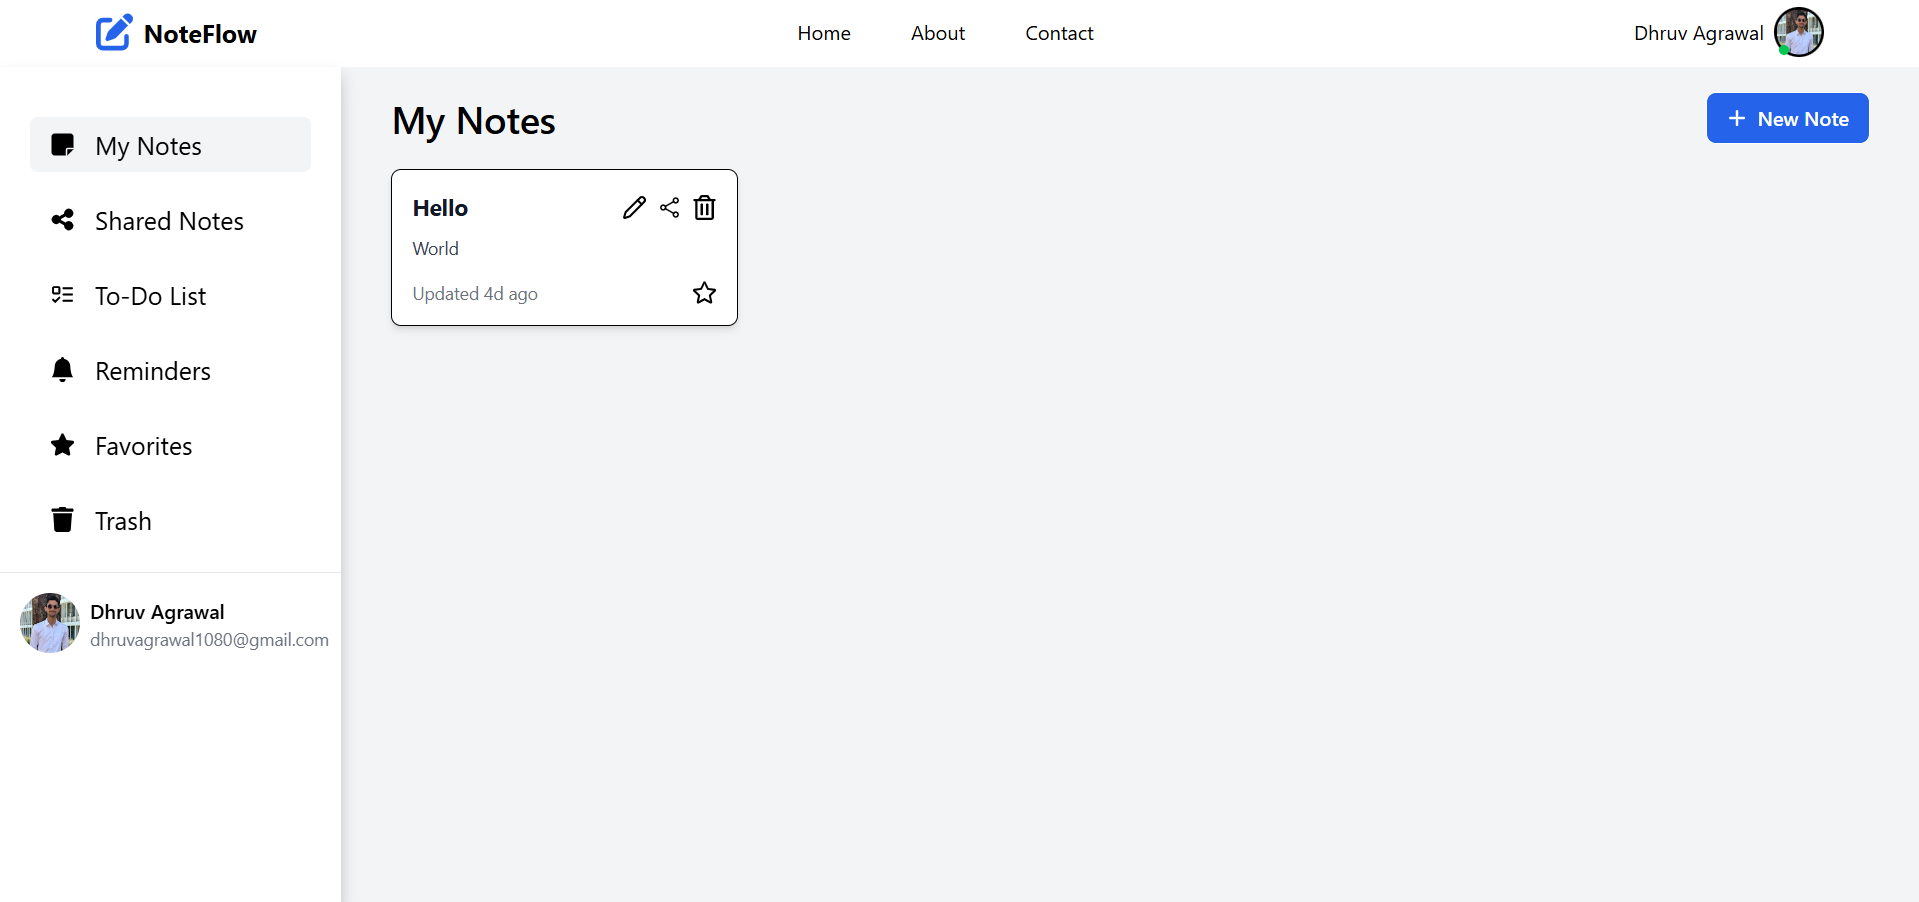 NoteFlow
Home
About
Contact
Dhruv Agrawal
My Notes
Shared Notes
To-Do List
Reminders
Favorites
Trash
Dhruv Agrawal
dhruvagrawal1080@gmail.com
My Notes
New Note
Hello
World
Updated 4d ago